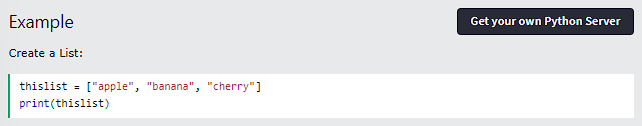 Example
Get your own Python Server
Create a List:
thislist = ["apple", "banana", "cherry"]
print(thislist)